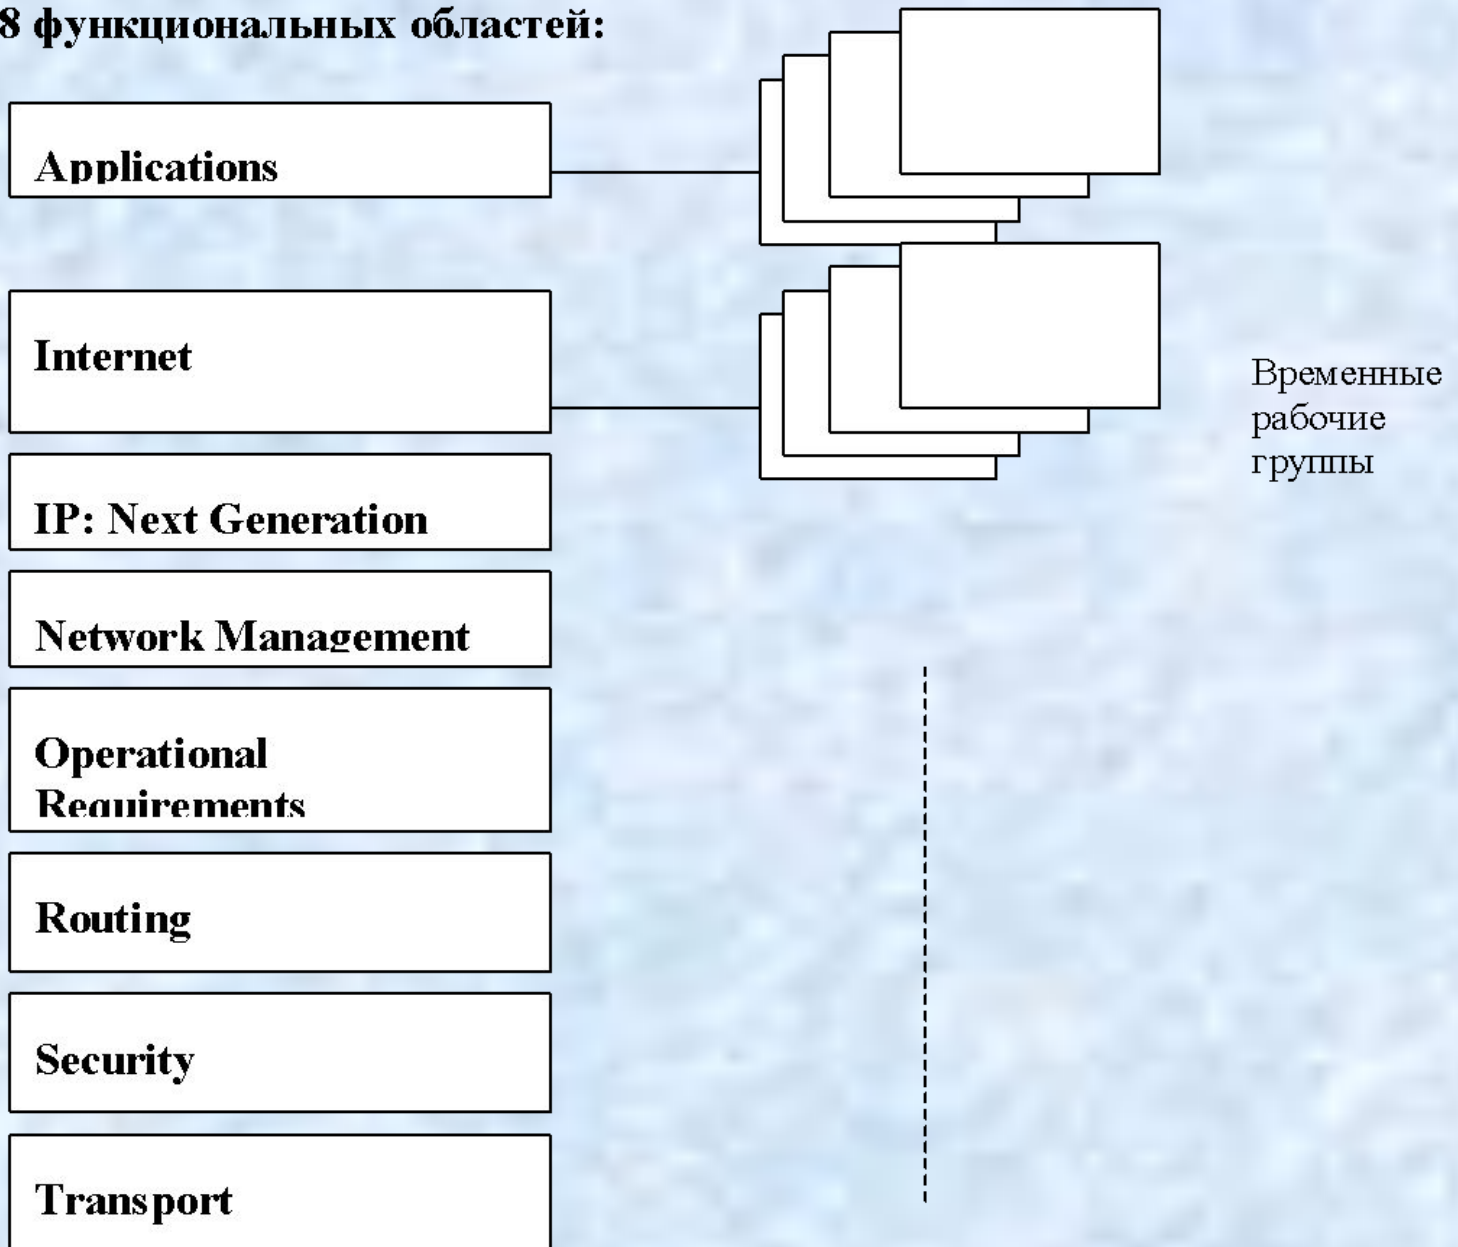 8 функциональных областей:
Applications
Internet
Временные
рабочие
группы
IP: Next Generation
Network Management
Operational
Requirements
Routing
Security
Transport